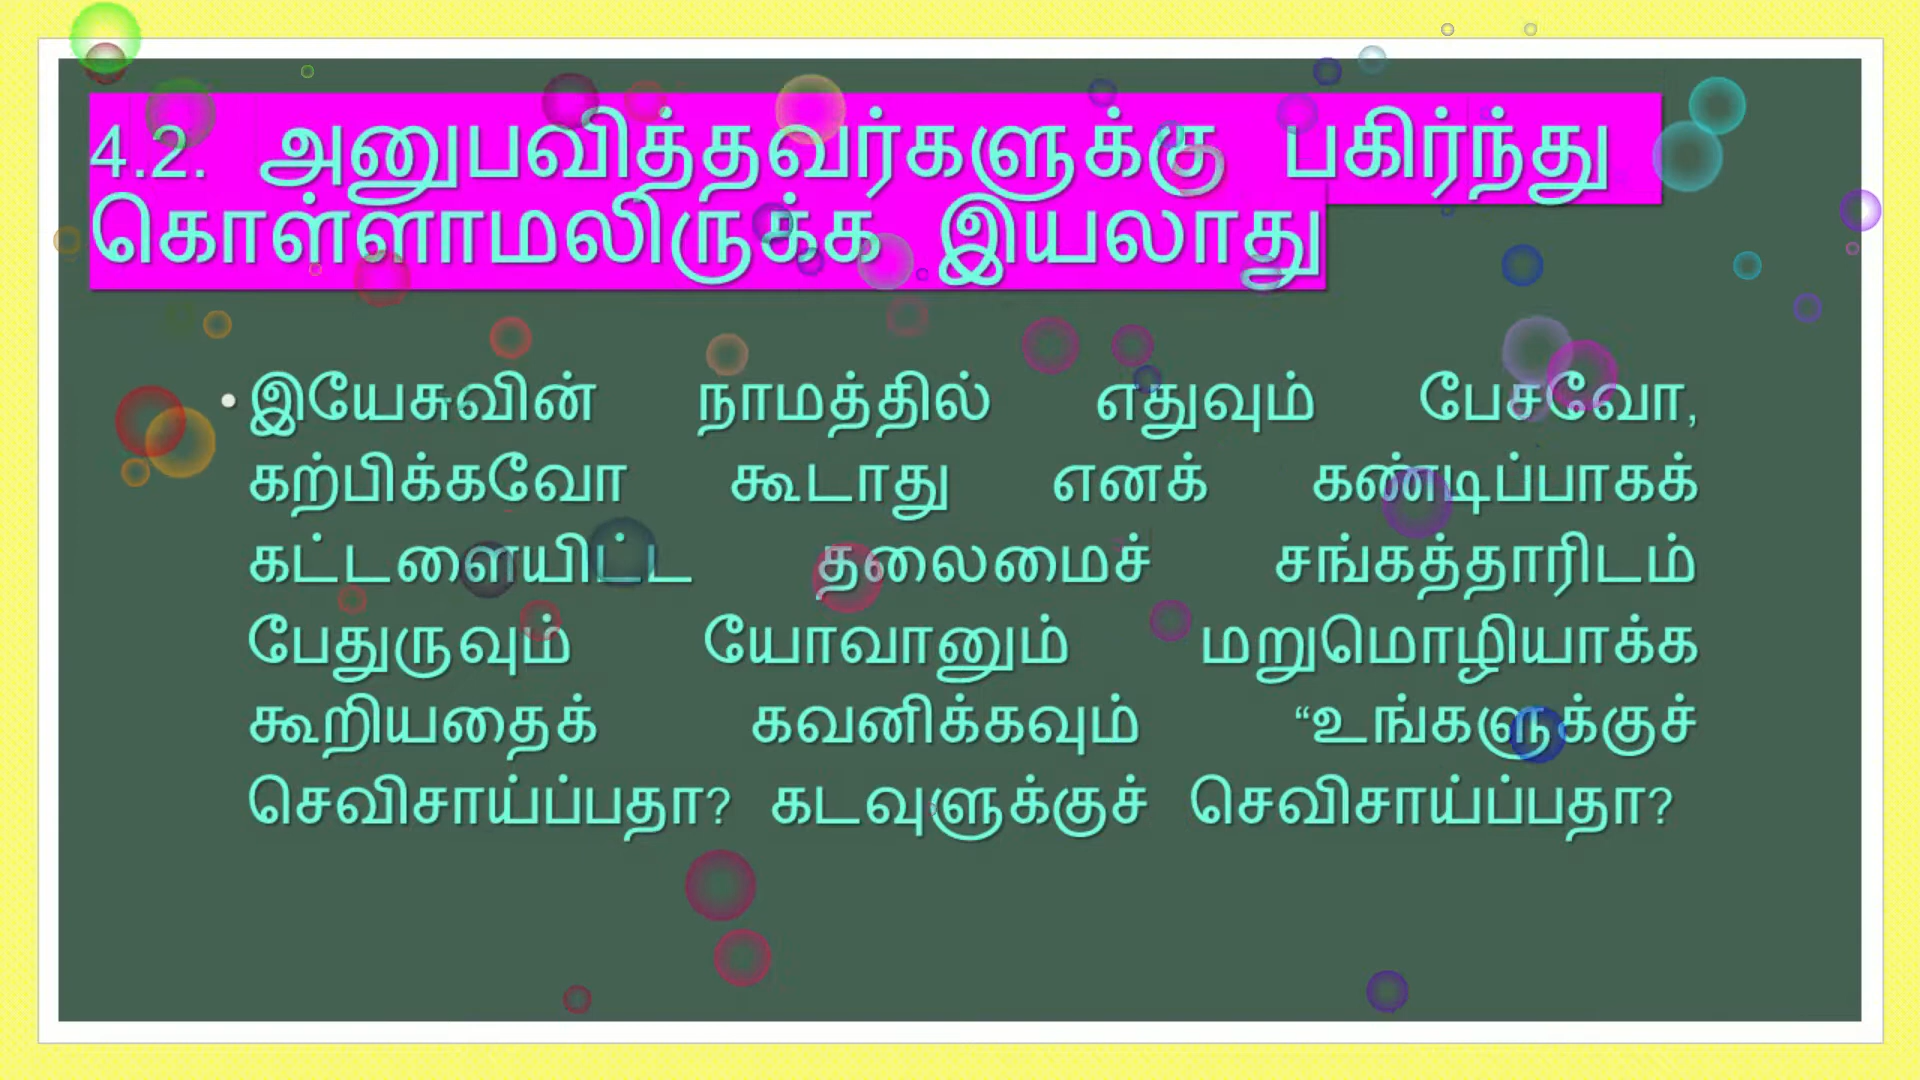 4.2. அனுபவித்தவர்களுக்கு பகிர்ந்து
கொள்ளாமலிருக்க இயலாது
• இயேசுவின் நாமத்தில் எதுவும் பேசவோ,
கற்பிக்கவோ கூடாது எனக் கண்டிப்பாகக்
கட்டளையிட்ட தலைமைச் சங்கத்தாரிடம்
பேதுருவும் யோவானும் மறுமொழியாக்க
கூறியதைக் கவனிக்கவும் “உங்களுக்குச்
செவிசாய்ப்பதா? கடவுளுக்குச் செவிசாய்ப்பதா?